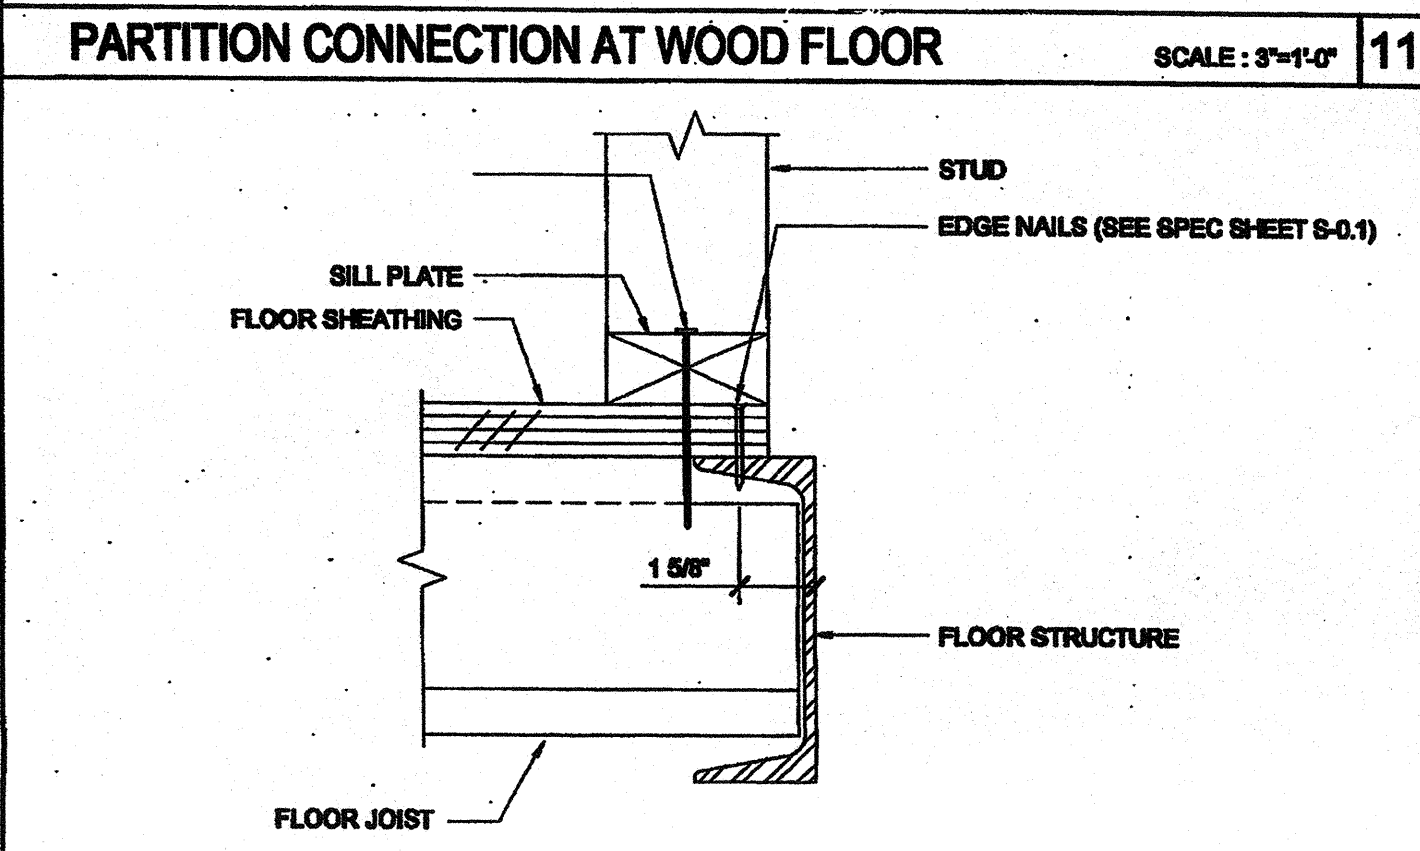 PARTITION CONNECTION AT WOOD FLOOR
SCALE : 3"=1'-0"
11
STUD
EDGE NAILS (SEE SPEC SHEET S-0.1)
SILL PLATE
FLOOR SHEATHING
1 5/8"
FLOOR STRUCTURE
FLOOR JOIST